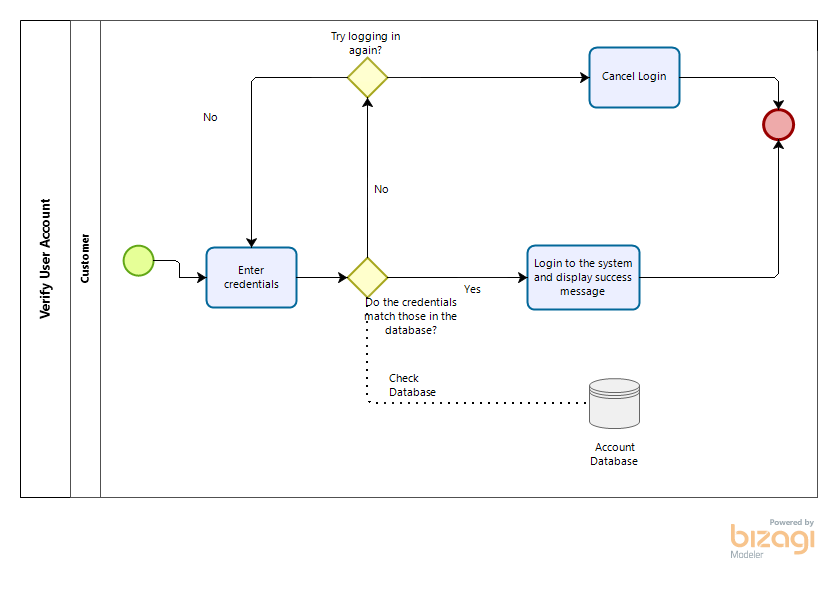 Verify User Account
Customer
Try logging in
again?
Cancel Login
No
No
Enter
credentials
Login to the system
and display success
message
Yes
Do the credentials
match those in the
database?
Check
Database
Account
Database
Powered by
bizagi
Modeler